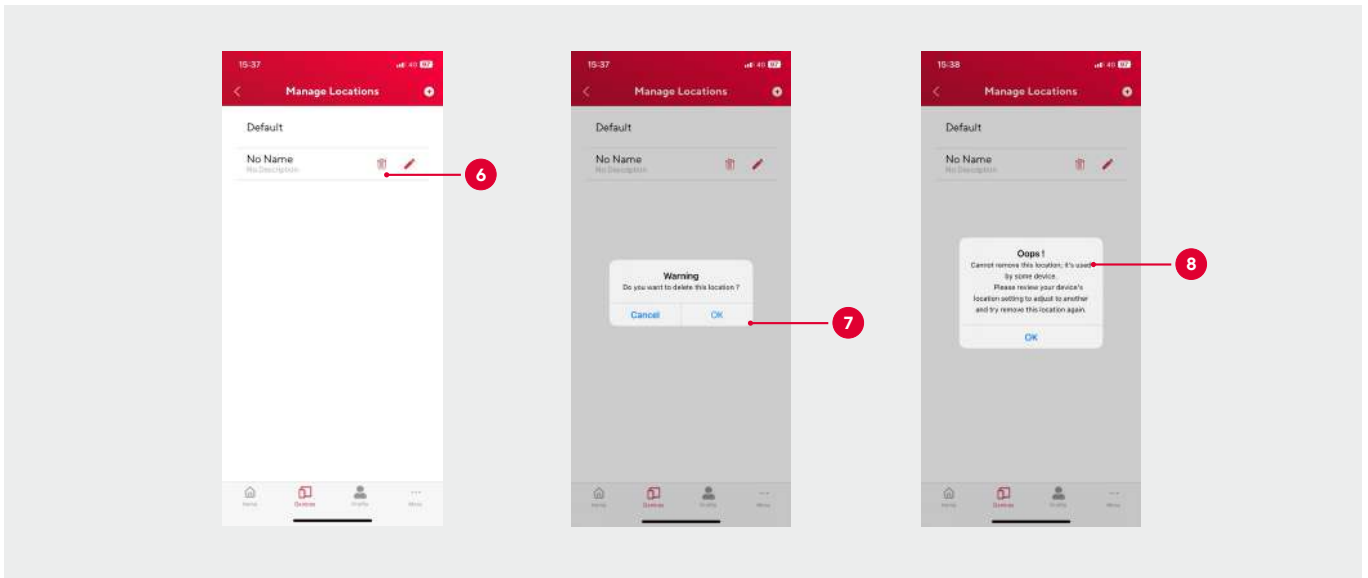 15:37
4G
Manage Locations
Default
No Name
No Description
6
Home
Devices
Profile
More
15:37
4G
Manage Locations
Default
No Name
No Description
Warning
Do you want to delete this location ?
Cancel
OK
7
Home
Devices
Profile
More
15:38
4G
Manage Locations
Default
No Name
No Description
Oops !
Cannot remove this location; it's used
by some device.
Please review your device's
location setting to adjust to another
and try remove this location again.
OK
8
Home
Devices
Profile
More